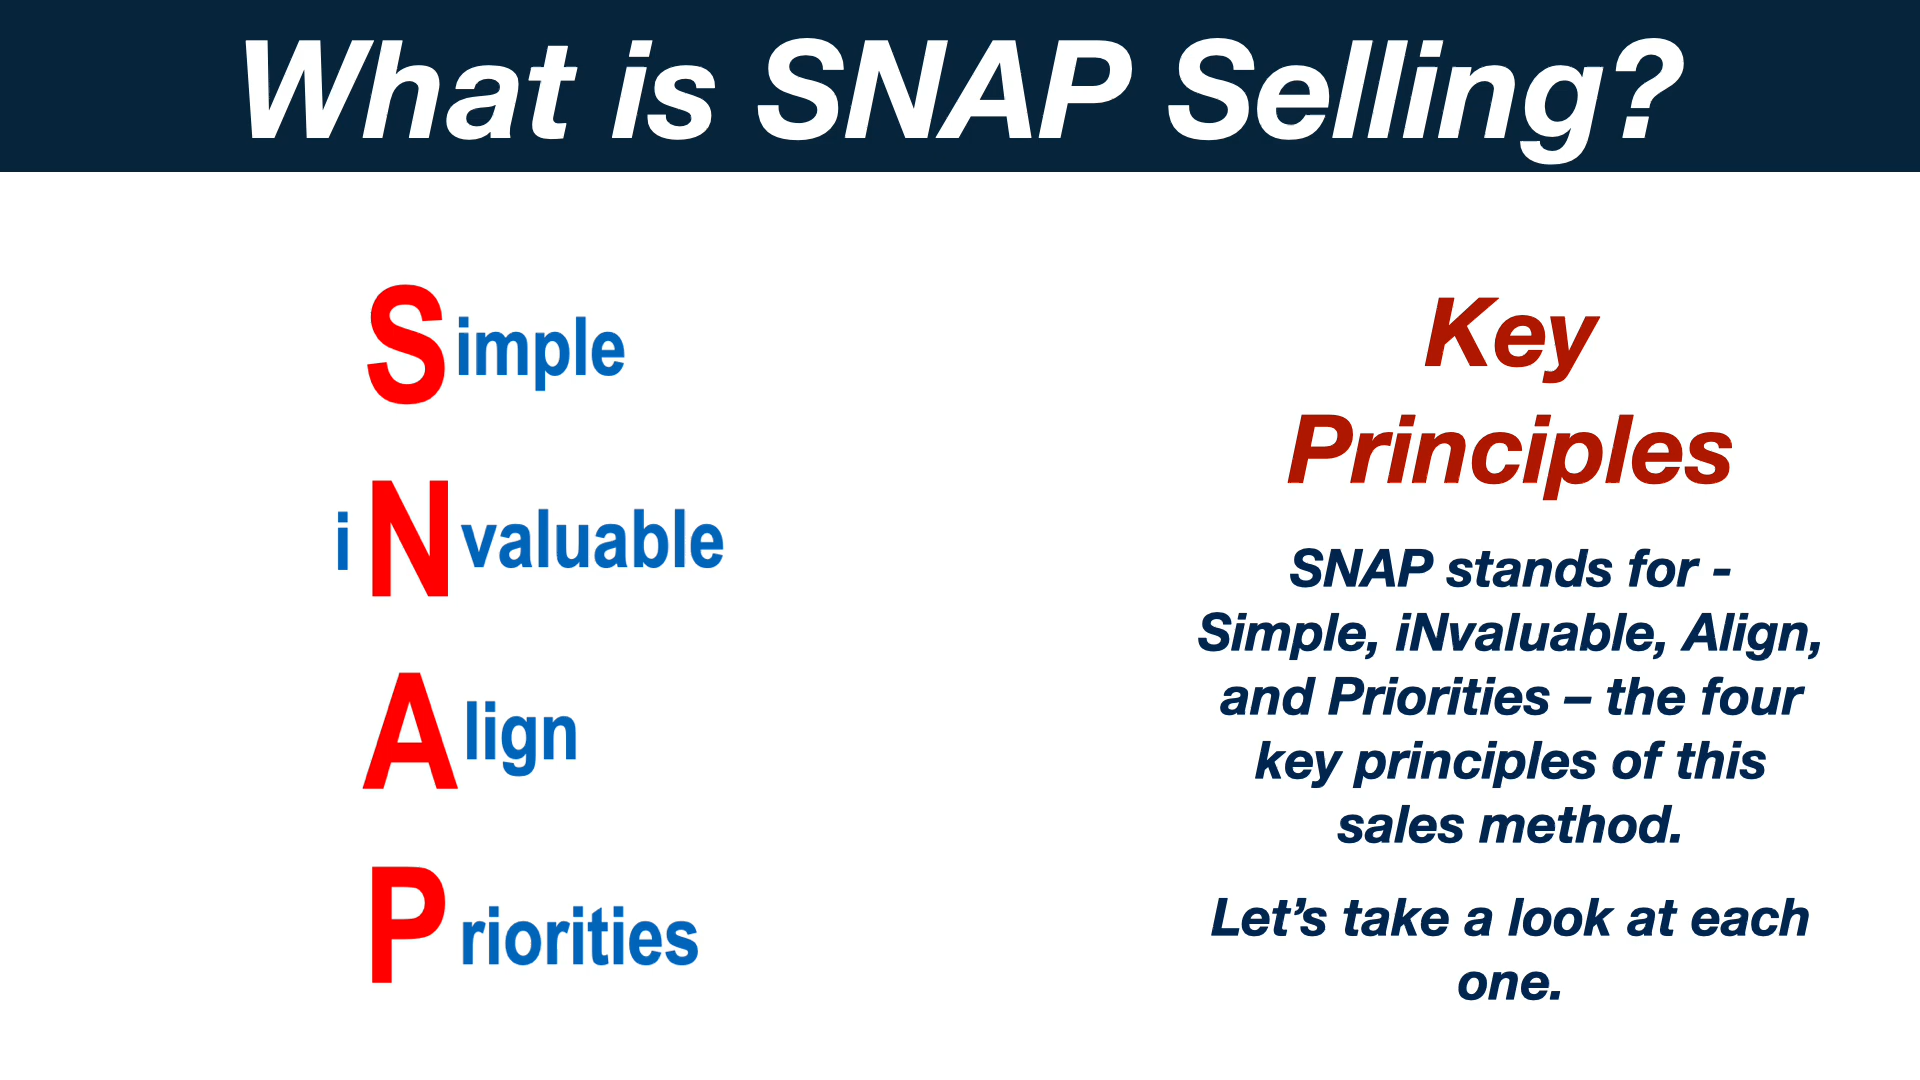 What is SNAP Selling?
Simple
iNvaluable
Align
Priorities
Key
Principles
SNAP stands for -
Simple, iNvaluable, Align,
and Priorities – the four
key principles of this
sales method.
Let’s take a look at each
one.